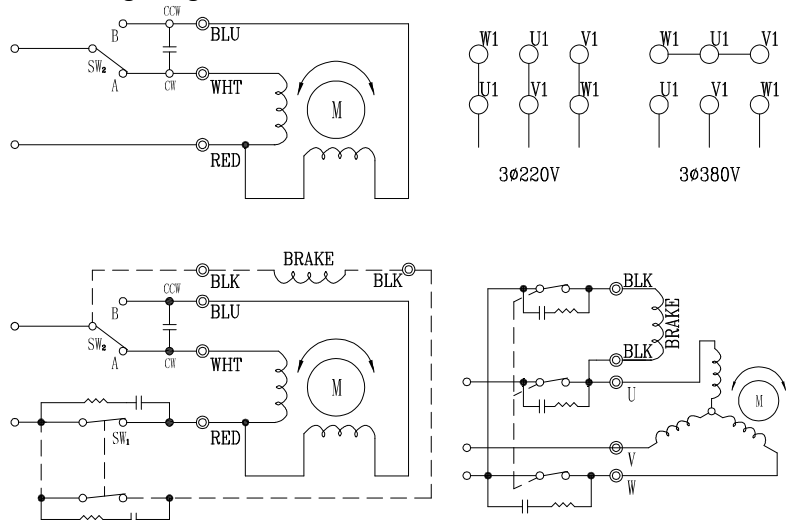 CCW
B
BLU
SW₂
A
CW
WHT
M
RED
W1 U1 V1
U1 V1 W1
3ø220V
W1 U1 V1
U1 V1 W1
3ø380V
BRAKE
BLK
BLK
CCW
B
BLU
SW₂
A
CW
WHT
M
SW₁
RED
BLK
BRAKE
BLK
U
M
V
W